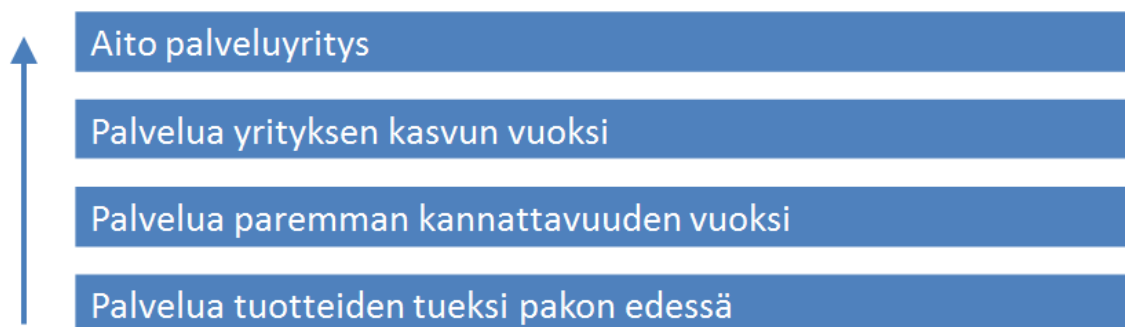 Aito palveluyritys
Palvelua yrityksen kasvun vuoksi
Palvelua paremman kannattavuuden vuoksi
Palvelua tuotteiden tueksi pakon edessä